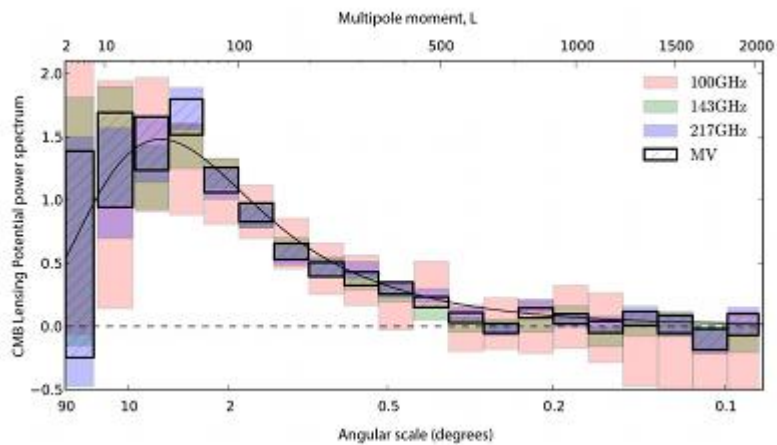 Multipole moment, L
2 10 100 500 1000 1500 2000
CMB Lensing Potential power spectrum
2.0
1.5
1.0
0.5
0.0
−0.5
100GHz
143GHz
217GHz
MV
90 10 2 0.5 0.2 0.1
Angular scale (degrees)